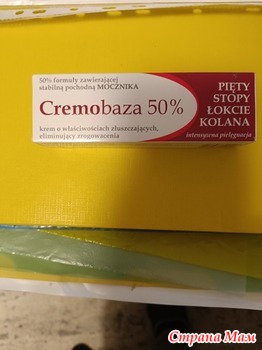 50% formuły zawierającej
stabilną pochodną MOCZNIKA
Cremobaza 50%
krem o właściwościach złuszczających,
eliminujący zrogowacenia
PIĘTY
STOPY
ŁOKCIE
KOLANA
intensywna pielęgnacja
Страна Мам